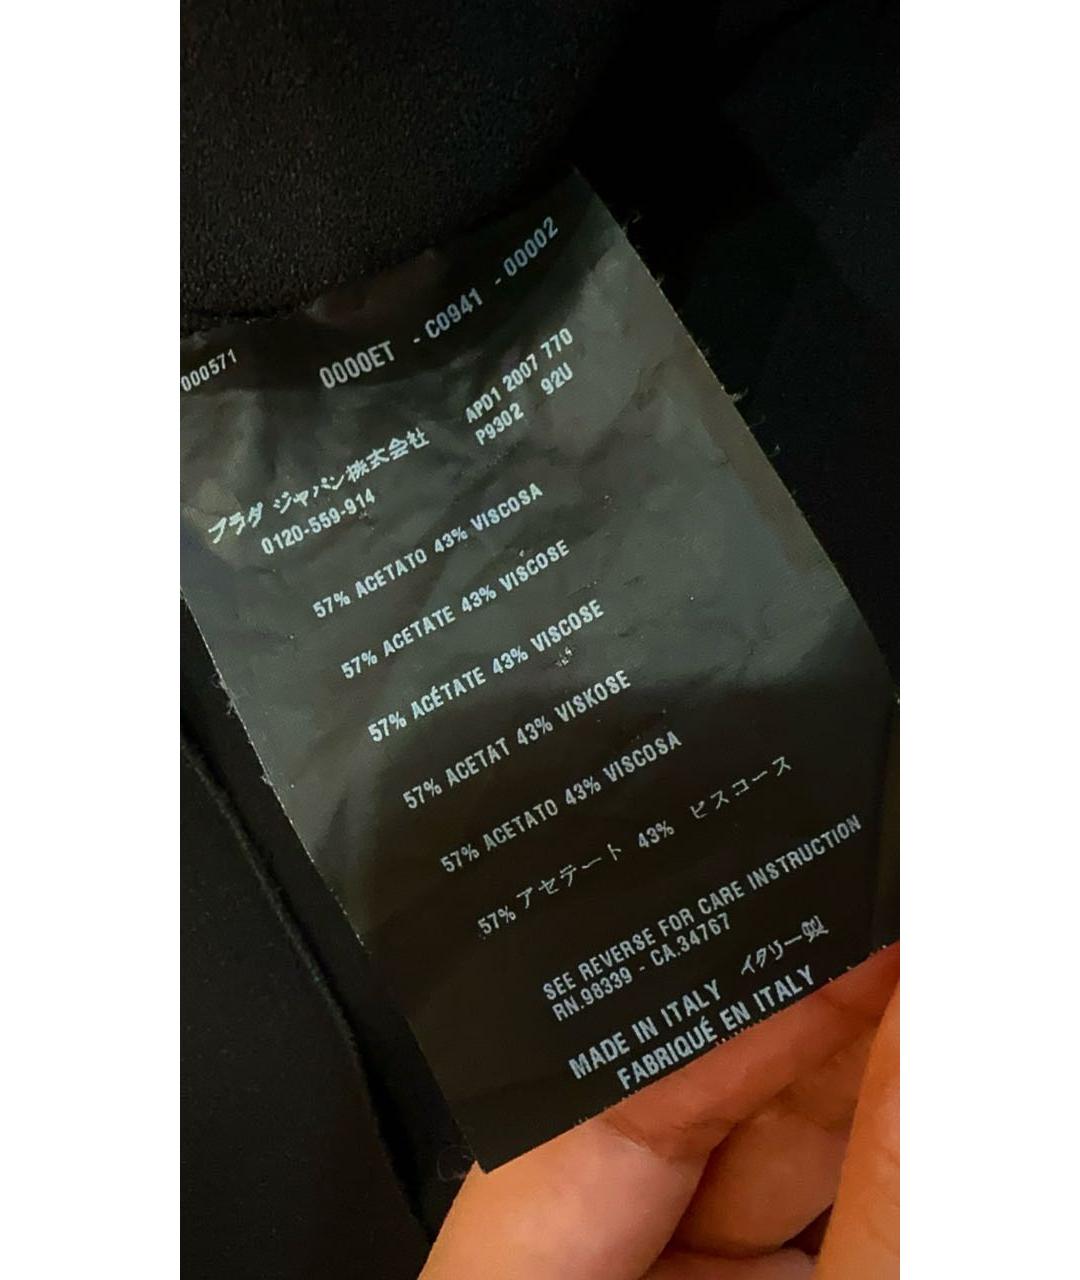 000571
0000ET - C0941 - 00002
AP01 2007 770
P9302 92U
プラダ ジャパン株式会社
0120-559-914
57% ACETATO 43% VISCOSA
57% ACETATE 43% VISCOSE
57% ACÉTATE 43% VISCOSE
57% ACETAT 43% VISKOSE
57% ACETATO 43% VISCOSA
57% アセテート 43% ビスコース
SEE REVERSE FOR CARE INSTRUCTION
RN.98339 - CA.34767
MADE IN ITALY イタリー製
FABRIQUÉ EN ITALY